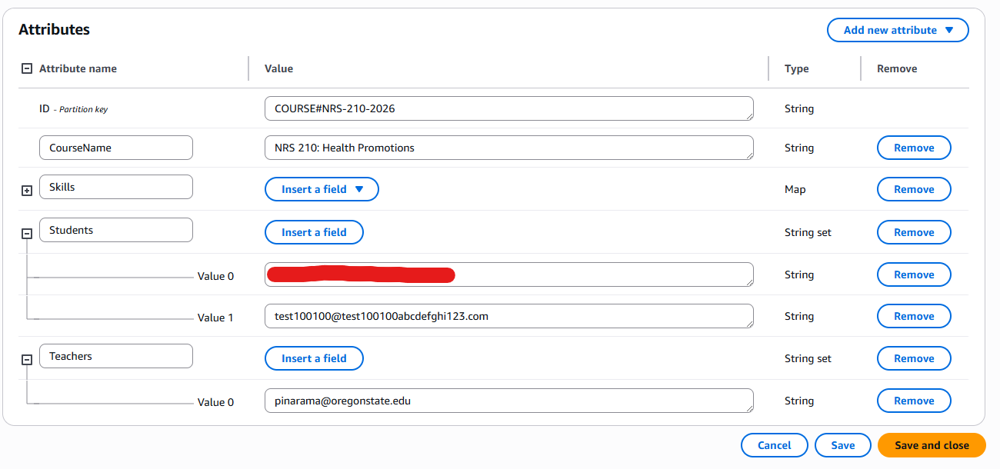 Attributes
Add new attribute
Attribute name Value Type Remove
ID - Partition key COURSE#NRS-210-2026 String
CourseName NRS 210: Health Promotions String Remove
Skills Insert a field Map Remove
Students Insert a field String set Remove
Value 0 String Remove
Value 1 test100100@test100100abcdefghi123.com String Remove
Teachers Insert a field String set Remove
Value 0 pinarama@oregonstate.edu String Remove
Cancel Save Save and close